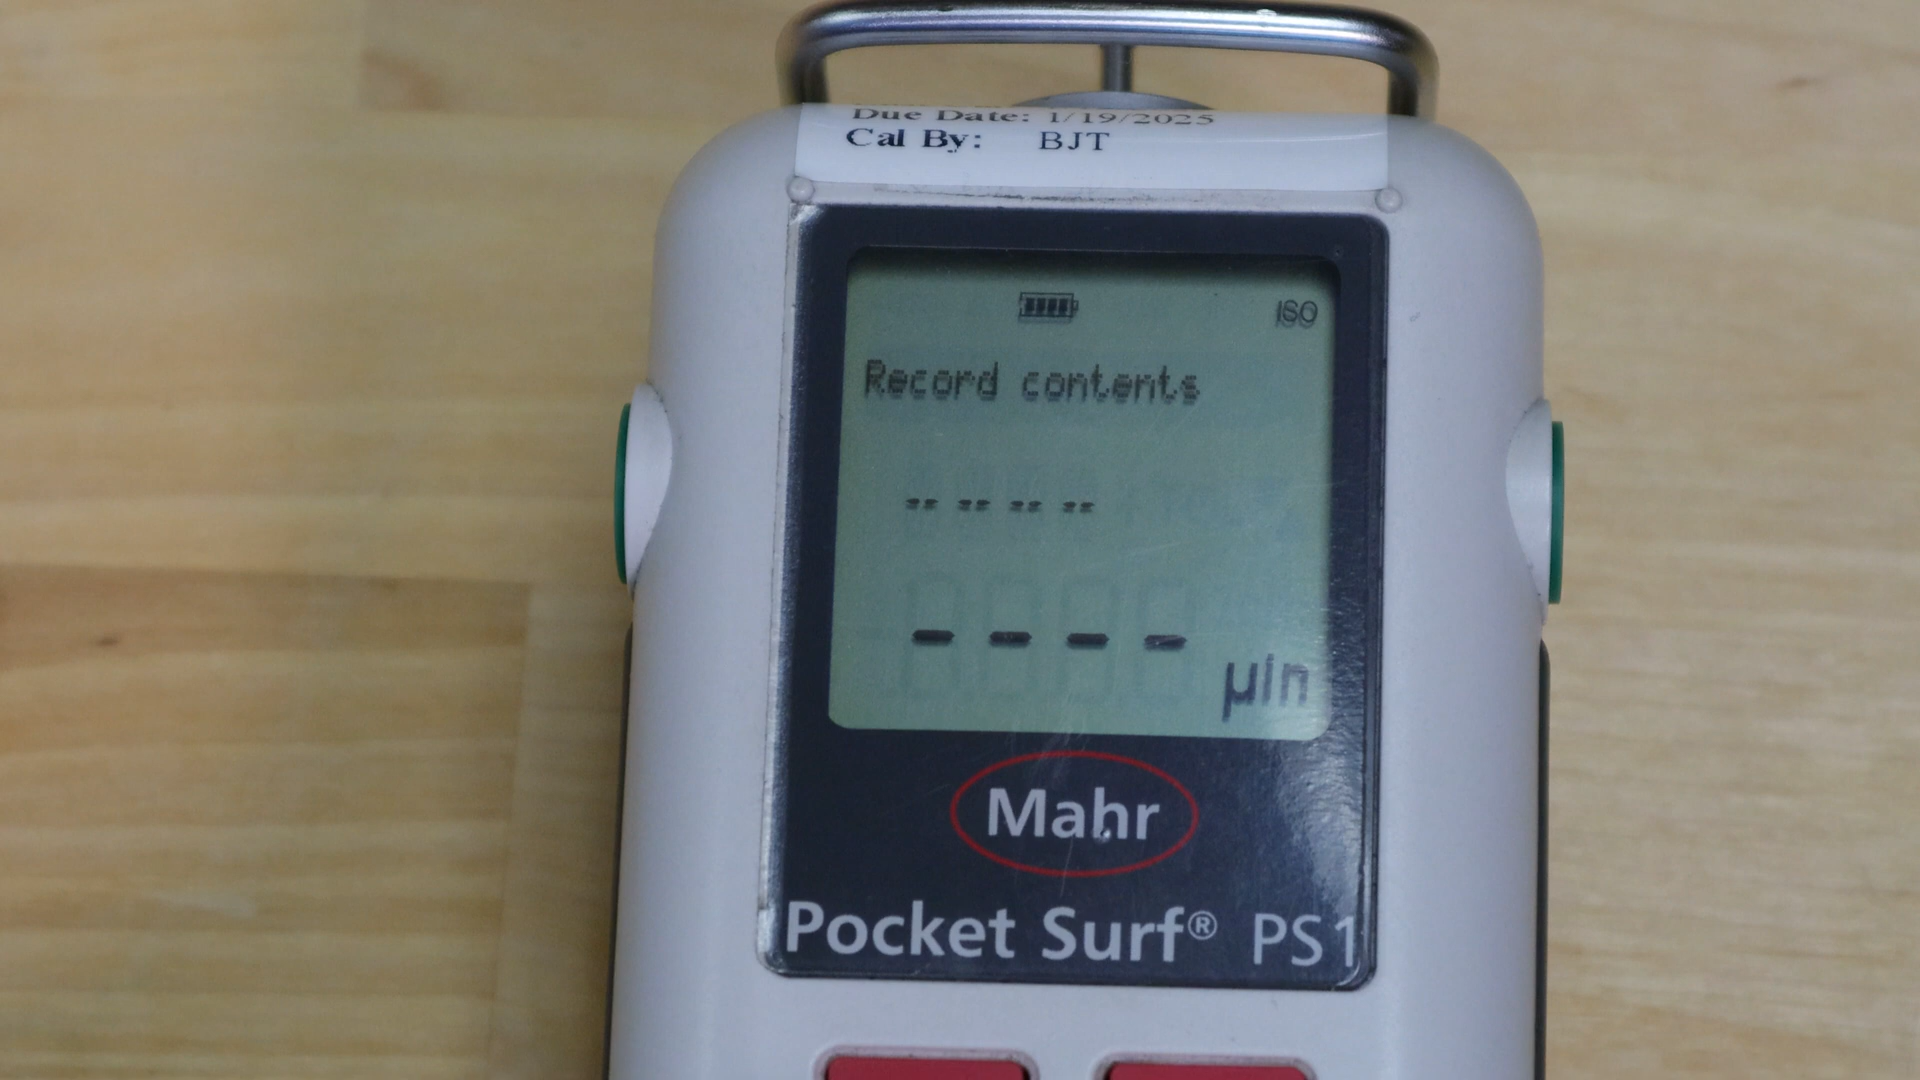 Due Date: 1/19/2025
Cal By: BJT
ISO
Record contents
-- -- -- --
- - - -
µin
Mahr
Pocket Surf® PS1